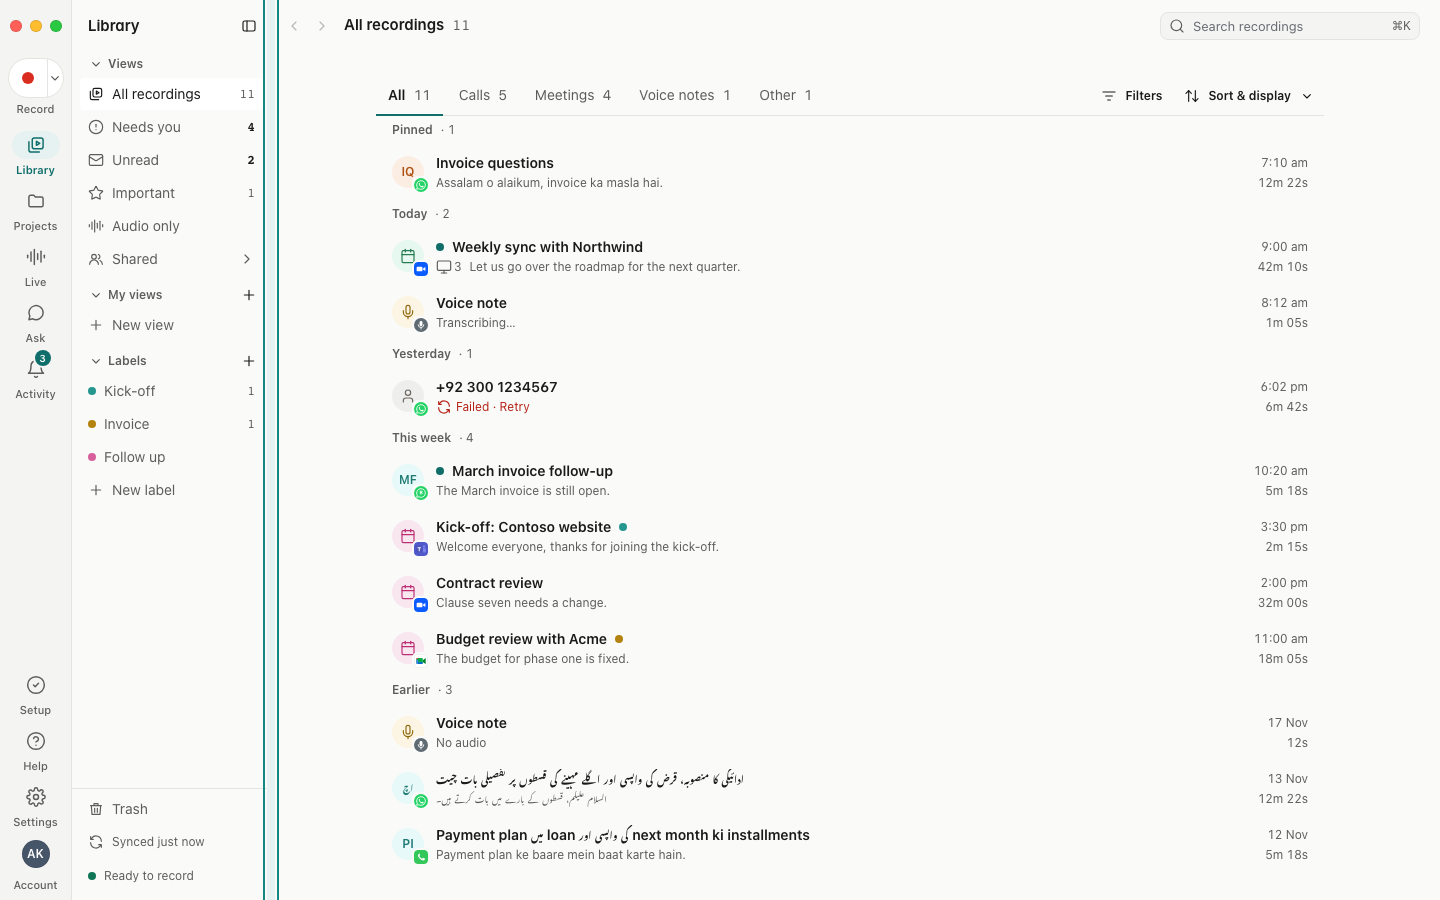 Library
All recordings 11
Search recordings ⌘K
Record
Library
Projects
Live
Ask
3
Activity
Setup
Help
Settings
AK
Account
Views
All recordings 11
Needs you 4
Unread 2
Important 1
Audio only
Shared
My views
New view
Labels
Kick-off 1
Invoice 1
Follow up
New label
Trash
Synced just now
Ready to record
All 11 Calls 5 Meetings 4 Voice notes 1 Other 1
Filters Sort & display
Pinned · 1
IQ Invoice questions 7:10 am
Assalam o alaikum, invoice ka masla hai. 12m 22s
Today · 2
Weekly sync with Northwind 9:00 am
3 Let us go over the roadmap for the next quarter. 42m 10s
Voice note 8:12 am
Transcribing... 1m 05s
Yesterday · 1
+92 300 1234567 6:02 pm
Failed · Retry 6m 42s
This week · 4
MF March invoice follow-up 10:20 am
The March invoice is still open. 5m 18s
Kick-off: Contoso website 3:30 pm
Welcome everyone, thanks for joining the kick-off. 2m 15s
Contract review 2:00 pm
Clause seven needs a change. 32m 00s
Budget review with Acme 11:00 am
The budget for phase one is fixed. 18m 05s
Earlier · 3
Voice note 17 Nov
No audio 12s
اچ ادائیگی کا منصوبہ، قرض کی واپسی اور اگلے مہینے کی قسطوں پر تفصیلی بات چیت 13 Nov
السلام علیکم، قسطوں کے بارے میں بات کرتے ہیں۔ 12m 22s
PI Payment plan میں loan کی واپسی اور next month ki installments 12 Nov
Payment plan ke baare mein baat karte hain. 5m 18s